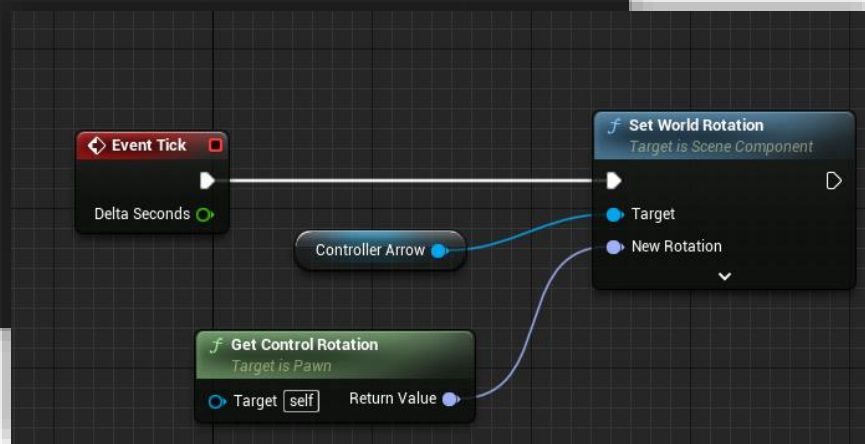 Event Tick
Delta Seconds
Controller Arrow
f Set World Rotation
Target is Scene Component
Target
New Rotation
f Get Control Rotation
Target is Pawn
Target self Return Value